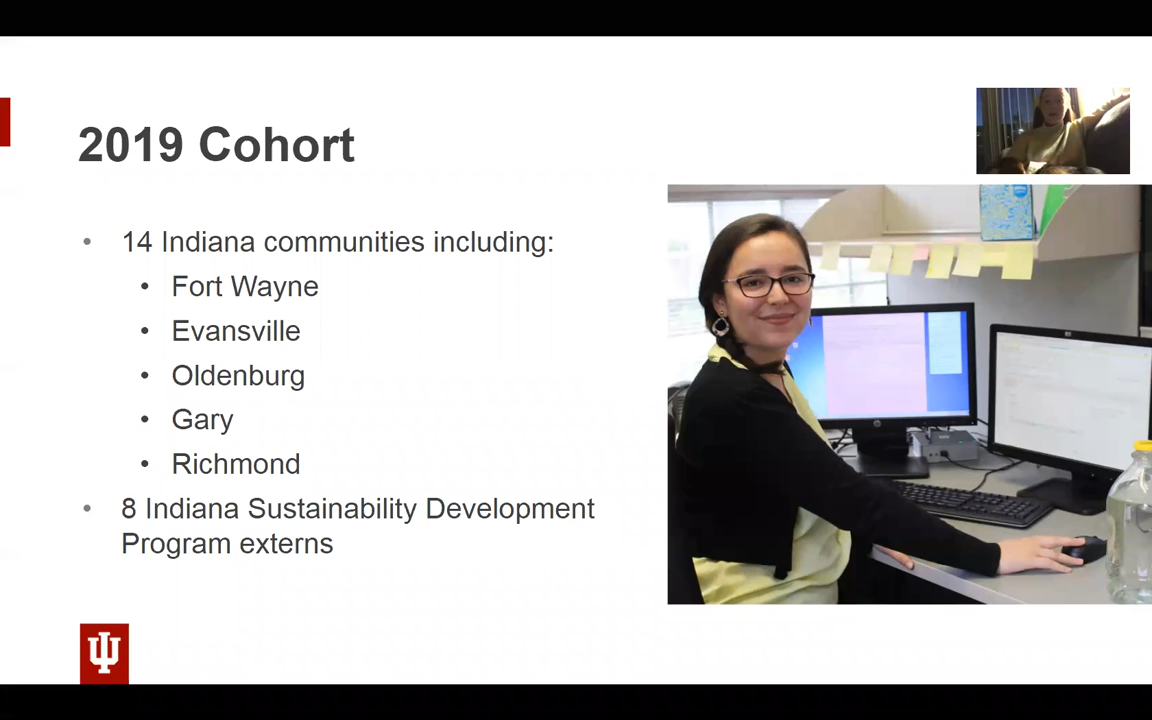 2019 Cohort
14 Indiana communities including:
Fort Wayne
Evansville
Oldenburg
Gary
Richmond
8 Indiana Sustainability Development
Program externs